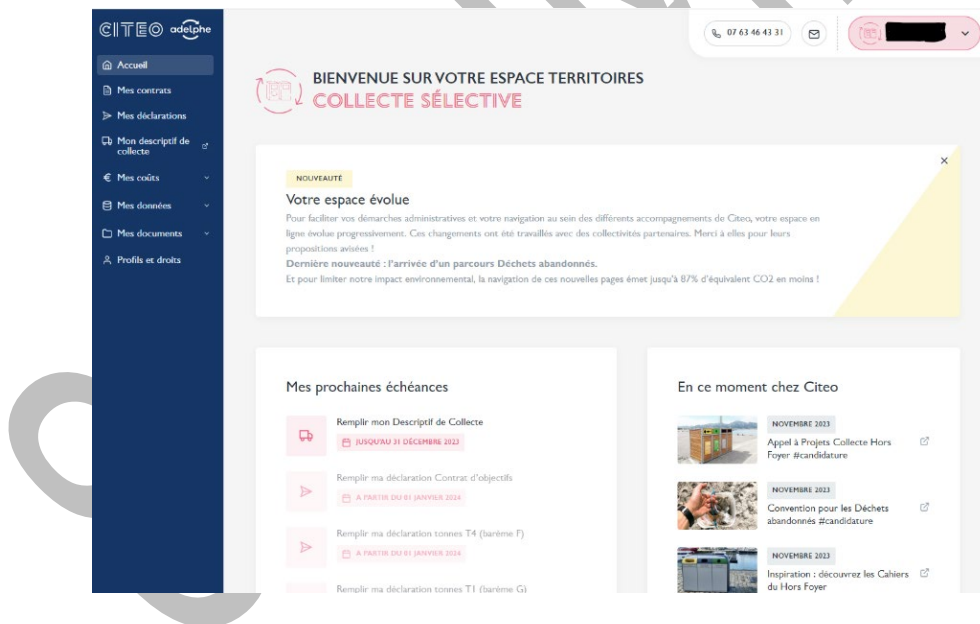 CITEO adelphe
07 63 46 43 31
Accueil
Mes contrats
Mes déclarations
Mon descriptif de
collecte
Mes coûts
Mes données
Mes documents
Profils et droits
BIENVENUE SUR VOTRE ESPACE TERRITOIRES
COLLECTE SÉLECTIVE
NOUVEAUTÉ
Votre espace évolue
Pour faciliter vos démarches administratives et votre navigation au sein des différents accompagnements de Citeo, votre espace en
ligne évolue progressivement. Ces changements ont été travaillés avec des collectivités partenaires. Merci à elles pour leurs
propositions avisées !
Dernière nouveauté : l'arrivée d'un parcours Déchets abandonnés.
Et pour limiter notre impact environnemental, la navigation de ces nouvelles pages émet jusqu'à 87% d'équivalent CO2 en moins !
Mes prochaines échéances
Remplir mon Descriptif de Collecte
JUSQU'AU 31 DÉCEMBRE 2023
Remplir ma déclaration Contrat d'objectifs
A PARTIR DU 01 JANVIER 2024
Remplir ma déclaration tonnes T4 (barème F)
A PARTIR DU 01 JANVIER 2024
Remplir ma déclaration tonnes T1 (barème G)
En ce moment chez Citeo
NOVEMBRE 2023
Appel à Projets Collecte Hors
Foyer #candidature
NOVEMBRE 2023
Convention pour les Déchets
abandonnés #candidature
NOVEMBRE 2023
Inspiration : découvrez les Cahiers
du Hors Foyer